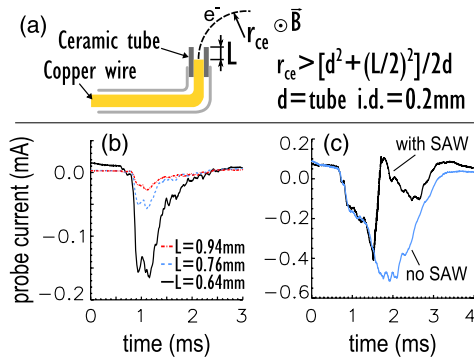 (a)
e⁻
r_ce ⊙ B⃗
Ceramic tube
L
Copper wire
r_ce > [d² + (L/2)²]/2d
d = tube i.d. = 0.2mm
(b)
0.0
-0.1
-0.2
probe current (mA)
L=0.94mm
L=0.76mm
L=0.64mm
0 1 2 3
time (ms)
(c)
with SAW
no SAW
0.0
-0.2
-0.4
-0.6
0 1 2 3 4
time (ms)